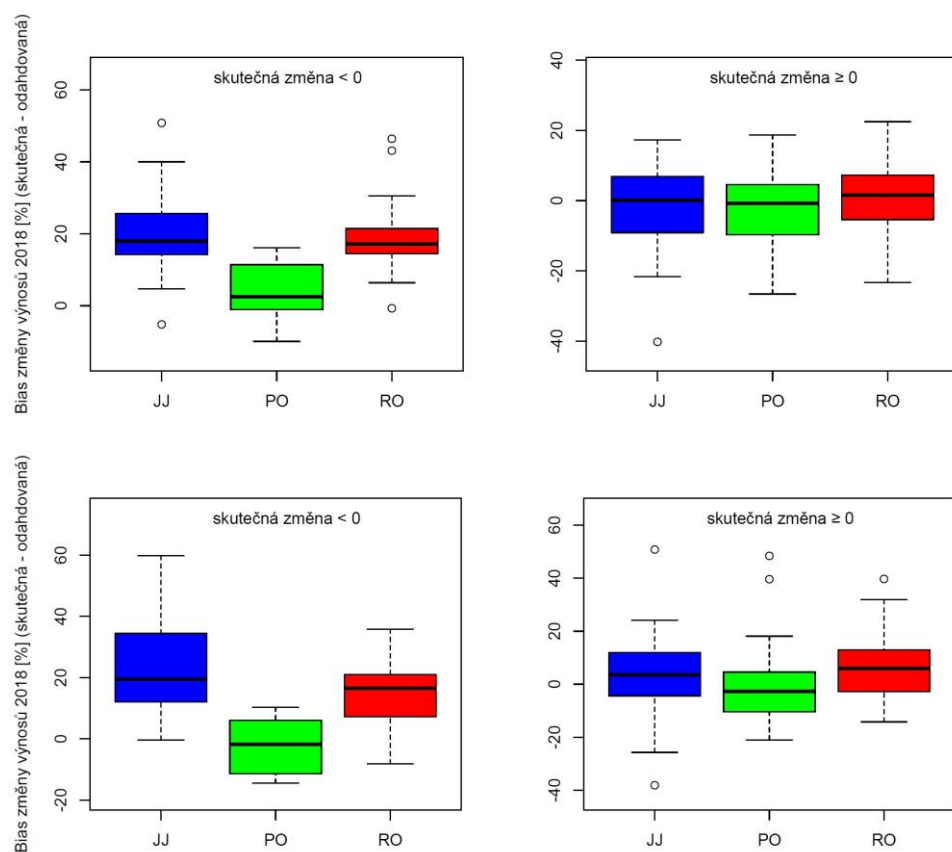 Bias změny výnosů 2018 [%] (skutečná - odahdovaná)
skutečná změna < 0
60
40
20
0
JJ PO RO
skutečná změna ≥ 0
40
20
0
-20
-40
JJ PO RO
Bias změny výnosů 2018 [%] (skutečná - odahdovaná)
skutečná změna < 0
60
40
20
0
-20
JJ PO RO
skutečná změna ≥ 0
60
40
20
0
-20
-40
JJ PO RO